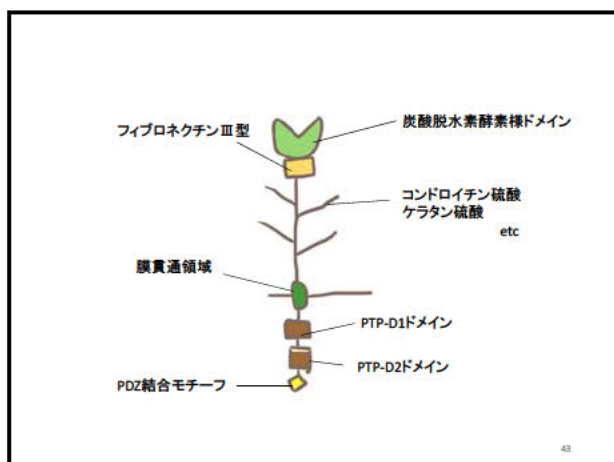 炭酸脱水素酵素様ドメイン
フィブロネクチンⅢ型
コンドロイチン硫酸
ケラタン硫酸
etc
膜貫通領域
PTP-D1ドメイン
PTP-D2ドメイン
PDZ結合モチーフ
43